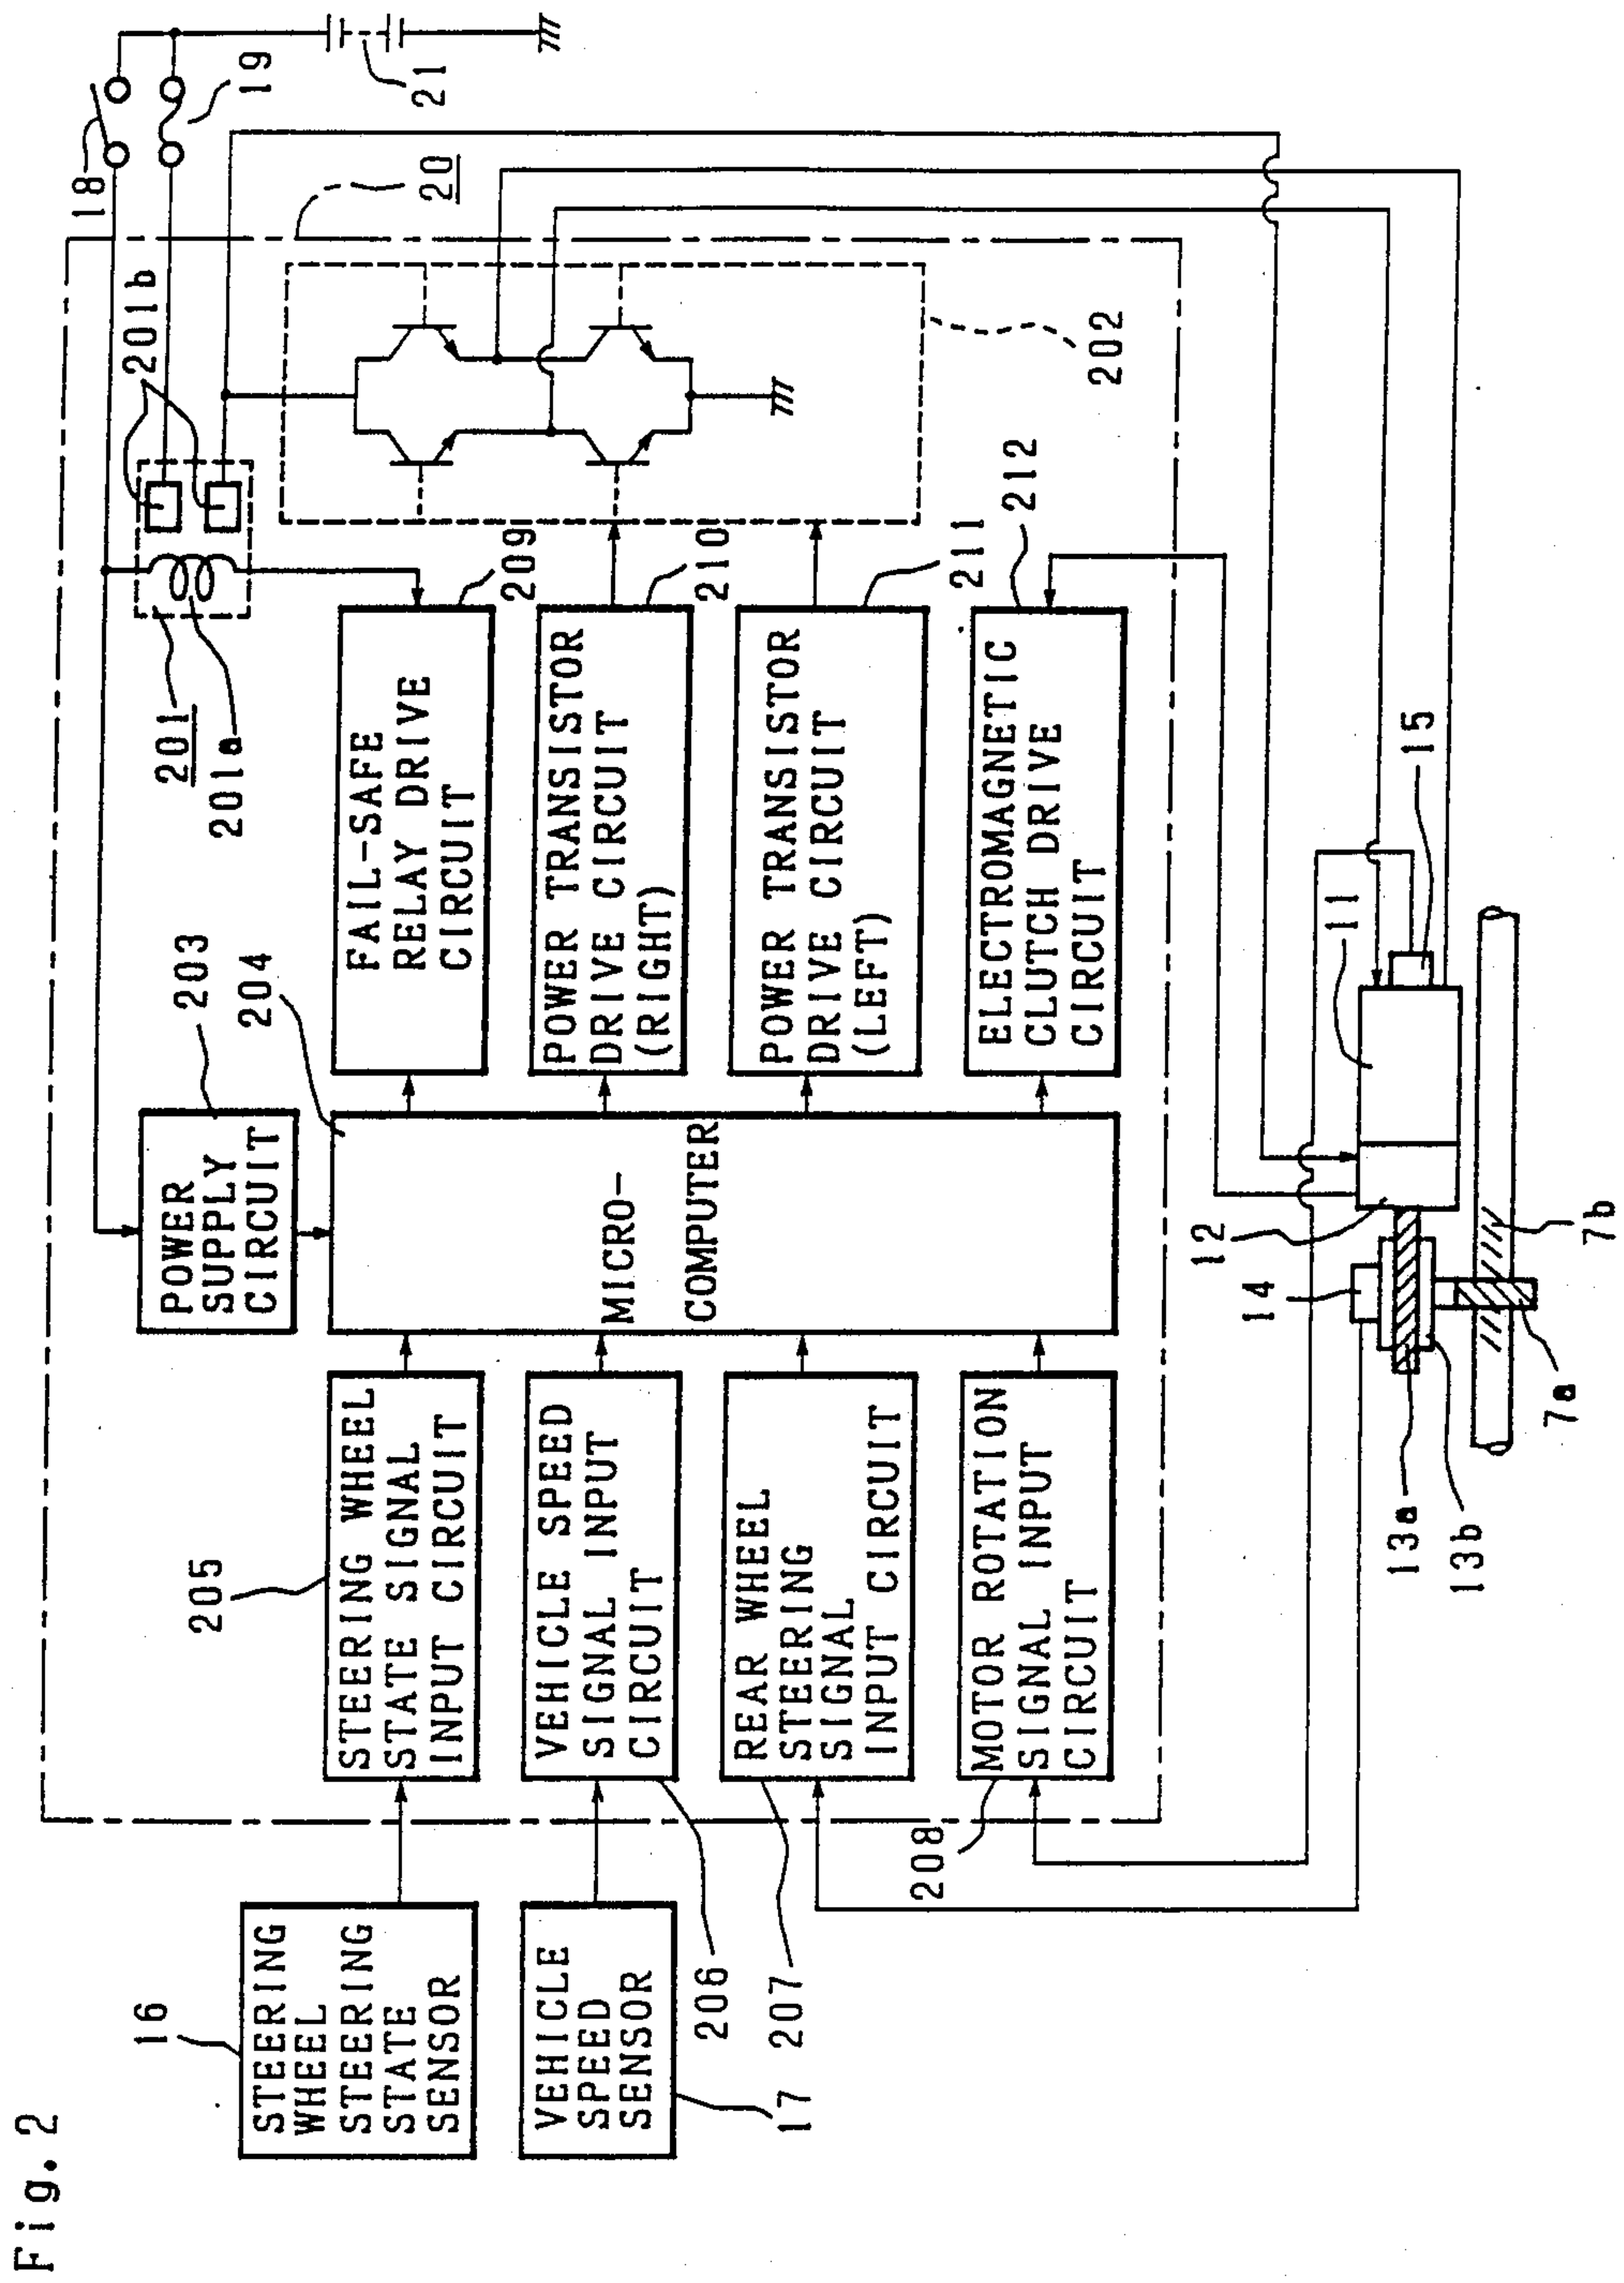 Fig. 2
16
STEERING
WHEEL
STEERING
STATE
SENSOR
VEHICLE
SPEED
SENSOR
17
205
STEERING WHEEL
STATE SIGNAL
INPUT CIRCUIT
VEHICLE SPEED
SIGNAL INPUT
CIRCUIT
206
REAR WHEEL
STEERING
SIGNAL
INPUT CIRCUIT
207
MOTOR ROTATION
SIGNAL INPUT
CIRCUIT
208
POWER
SUPPLY
CIRCUIT
203
204
MICRO-
COMPUTER
FAIL-SAFE
RELAY DRIVE
CIRCUIT
209
POWER TRANSISTOR
DRIVE CIRCUIT
(RIGHT)
210
POWER TRANSISTOR
DRIVE CIRCUIT
(LEFT)
211
ELECTROMAGNETIC
CLUTCH DRIVE
CIRCUIT
212
201
201a
201b
202
20
18
19
21
11
15
12
14
13a
13b
7a
7b